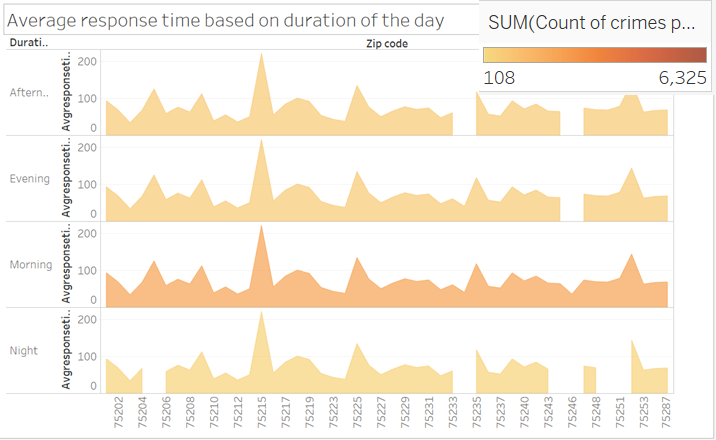 Average response time based on duration of the day
SUM(Count of crimes p...
108 6,325
Durati.. Zip code
Aftern.. Avgresponseti.. 200 100 0
Evening Avgresponseti.. 200 100 0
Morning Avgresponseti.. 200 100 0
Night Avgresponseti.. 200 100 0
75202 75204 75206 75208 75210 75212 75215 75217 75219 75223 75225 75227 75229 75231 75233 75235 75237 75240 75243 75246 75248 75251 75253 75287